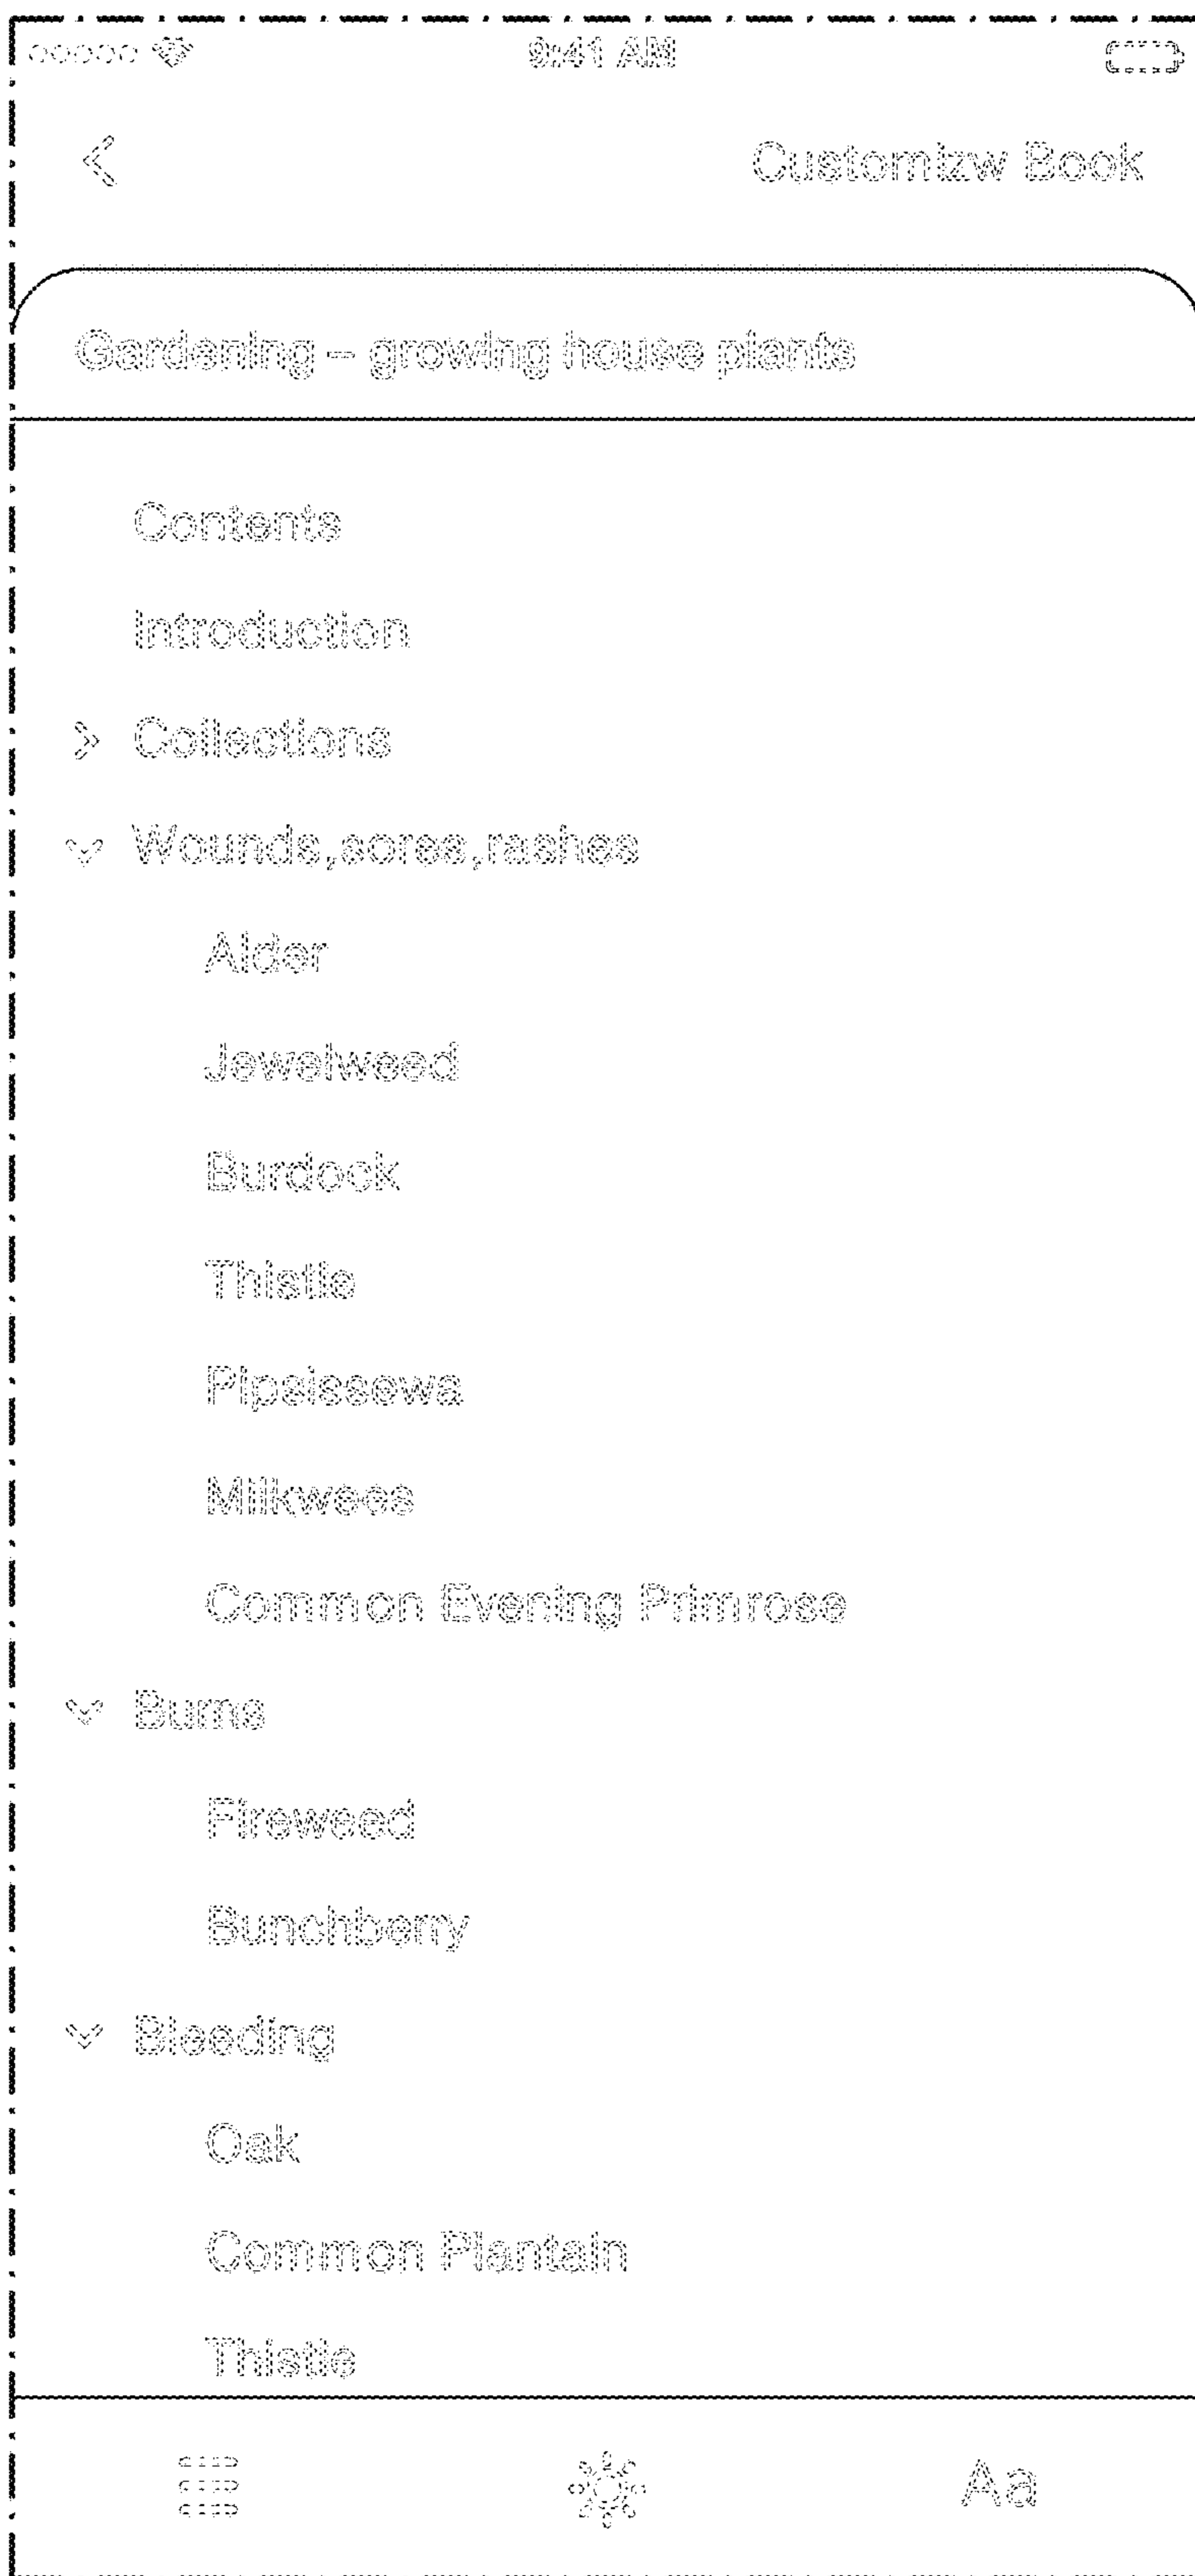 9:41 AM
Customizw Book
Gardening – growing house plants
Contents
Introduction
Collections
Wounds,sores,rashes
Alder
Jewelweed
Burdock
Thistle
Pipsissewa
Milkwees
Common Evening Primrose
Burns
Fireweed
Bunchberry
Bleeding
Oak
Common Plantain
Thistle
Aa